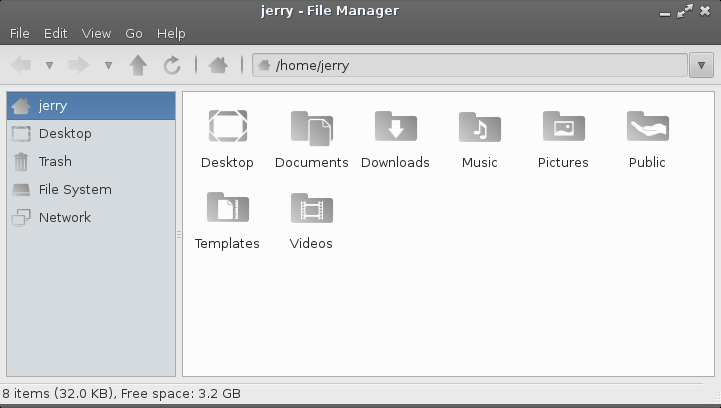 jerry - File Manager
File Edit View Go Help
/home/jerry
jerry
Desktop
Trash
File System
Network
Desktop Documents Downloads Music Pictures Public
Templates Videos
8 items (32.0 KB), Free space: 3.2 GB